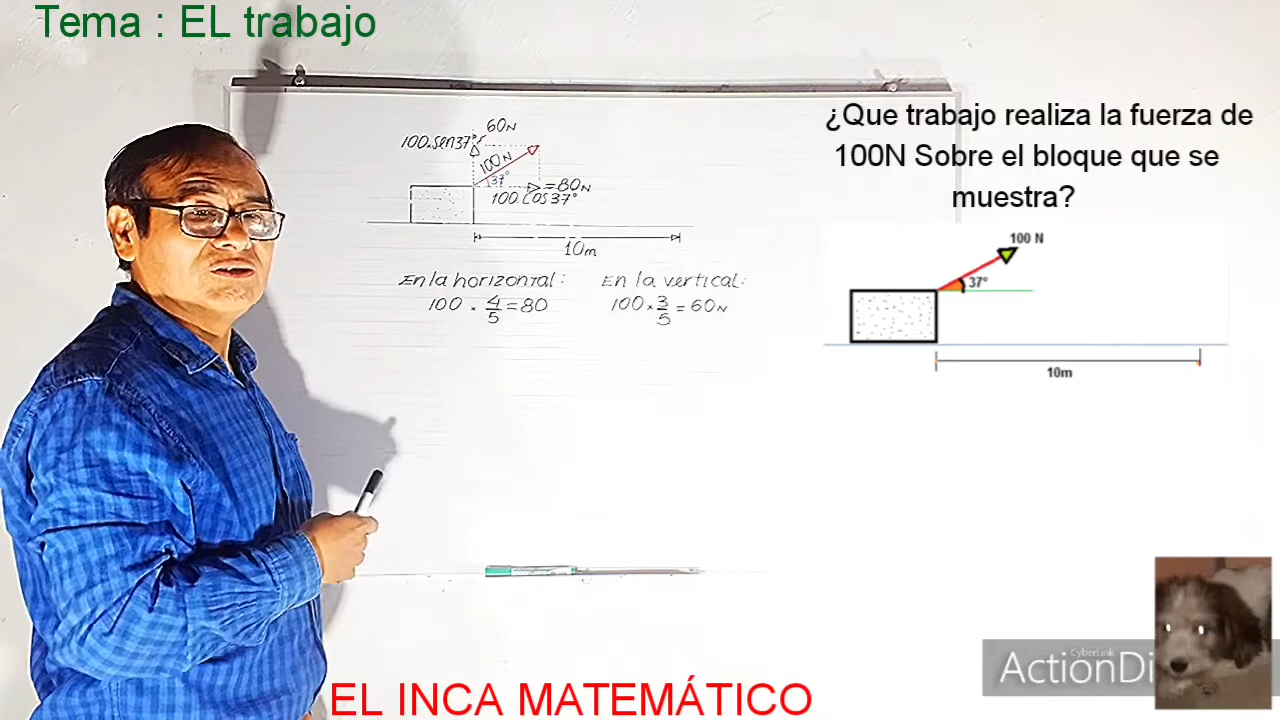 Tema : EL trabajo
¿Que trabajo realiza la fuerza de
100N Sobre el bloque que se
muestra?
60N
100.sen37°
100N
37°
=80N
100.Cos37°
10m
En la horizontal:
100 × 4/5 = 80
En la vertical:
100 × 3/5 = 60N
100 N
37°
10m
CyberLink
ActionDi
EL INCA MATEMÁTICO